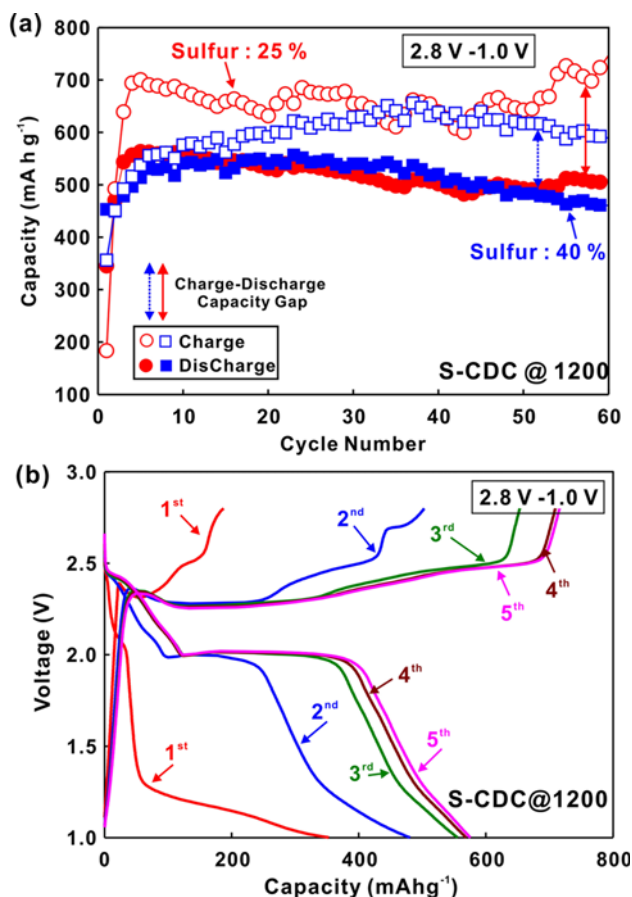 (a)
Sulfur : 25 %
2.8 V -1.0 V
800
700
600
500
400
300
200
100
Capacity (mA h g⁻¹)
Sulfur : 40 %
Charge-Discharge
Capacity Gap
Charge
DisCharge
S-CDC @ 1200
0 10 20 30 40 50 60
Cycle Number
(b)
3.0
2.5
2.0
1.5
1.0
Voltage (V)
2.8 V -1.0 V
1st
2nd
3rd
4th
5th
4th
2nd
5th
1st
3rd
S-CDC@1200
0 200 400 600 800
Capacity (mAhg⁻¹)